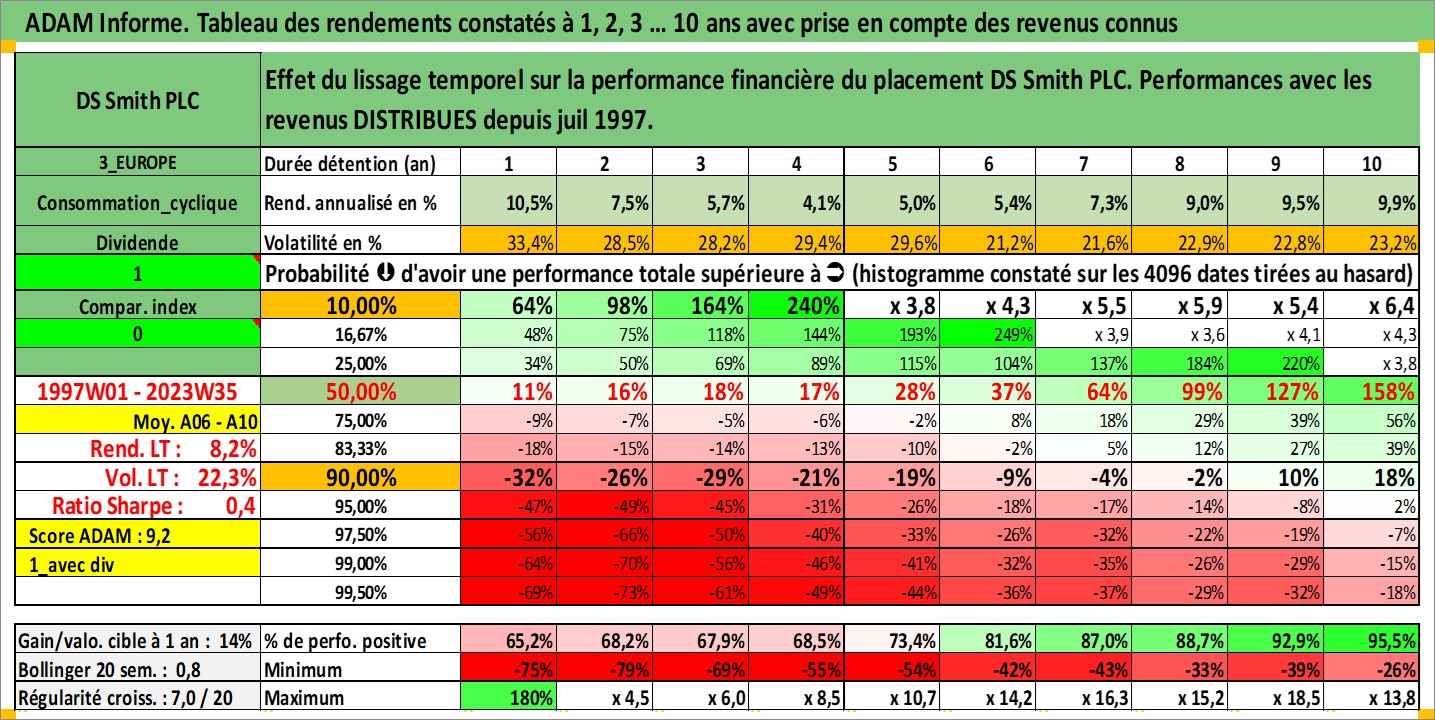 ADAM Informe. Tableau des rendements constatés à 1, 2, 3 ... 10 ans avec prise en compte des revenus connus
DS Smith PLC
Effet du lissage temporel sur la performance financière du placement DS Smith PLC. Performances avec les
revenus DISTRIBUES depuis juil 1997.
3_EUROPE Durée détention (an) 1 2 3 4 5 6 7 8 9 10
Consommation_cyclique Rend. annualisé en % 10,5% 7,5% 5,7% 4,1% 5,0% 5,4% 7,3% 9,0% 9,5% 9,9%
Dividende Volatilité en % 33,4% 28,5% 28,2% 29,4% 29,6% 21,2% 21,6% 22,9% 22,8% 23,2%
1 Probabilité ⬇ d'avoir une performance totale supérieure à ➲ (histogramme constaté sur les 4096 dates tirées au hasard)
Compar. index 10,00% 64% 98% 164% 240% x 3,8 x 4,3 x 5,5 x 5,9 x 5,4 x 6,4
0 16,67% 48% 75% 118% 144% 193% 249% x 3,9 x 3,6 x 4,1 x 4,3
25,00% 34% 50% 69% 89% 115% 104% 137% 184% 220% x 3,8
1997W01 - 2023W35 50,00% 11% 16% 18% 17% 28% 37% 64% 99% 127% 158%
Moy. A06 - A10 75,00% -9% -7% -5% -6% -2% 8% 18% 29% 39% 56%
Rend. LT : 8,2% 83,33% -18% -15% -14% -13% -10% -2% 5% 12% 27% 39%
Vol. LT : 22,3% 90,00% -32% -26% -29% -21% -19% -9% -4% -2% 10% 18%
Ratio Sharpe : 0,4 95,00% -47% -49% -45% -31% -26% -18% -17% -14% -8% 2%
Score ADAM : 9,2 97,50% -56% -66% -50% -40% -33% -26% -32% -22% -19% -7%
1_avec div 99,00% -64% -70% -56% -46% -41% -32% -35% -26% -29% -15%
99,50% -69% -73% -61% -49% -44% -36% -37% -29% -32% -18%
Gain/valo. cible à 1 an : 14% % de perfo. positive 65,2% 68,2% 67,9% 68,5% 73,4% 81,6% 87,0% 88,7% 92,9% 95,5%
Bollinger 20 sem. : 0,8 Minimum -75% -79% -69% -55% -54% -42% -43% -33% -39% -26%
Régularité croiss. : 7,0 / 20 Maximum 180% x 4,5 x 6,0 x 8,5 x 10,7 x 14,2 x 16,3 x 15,2 x 18,5 x 13,8